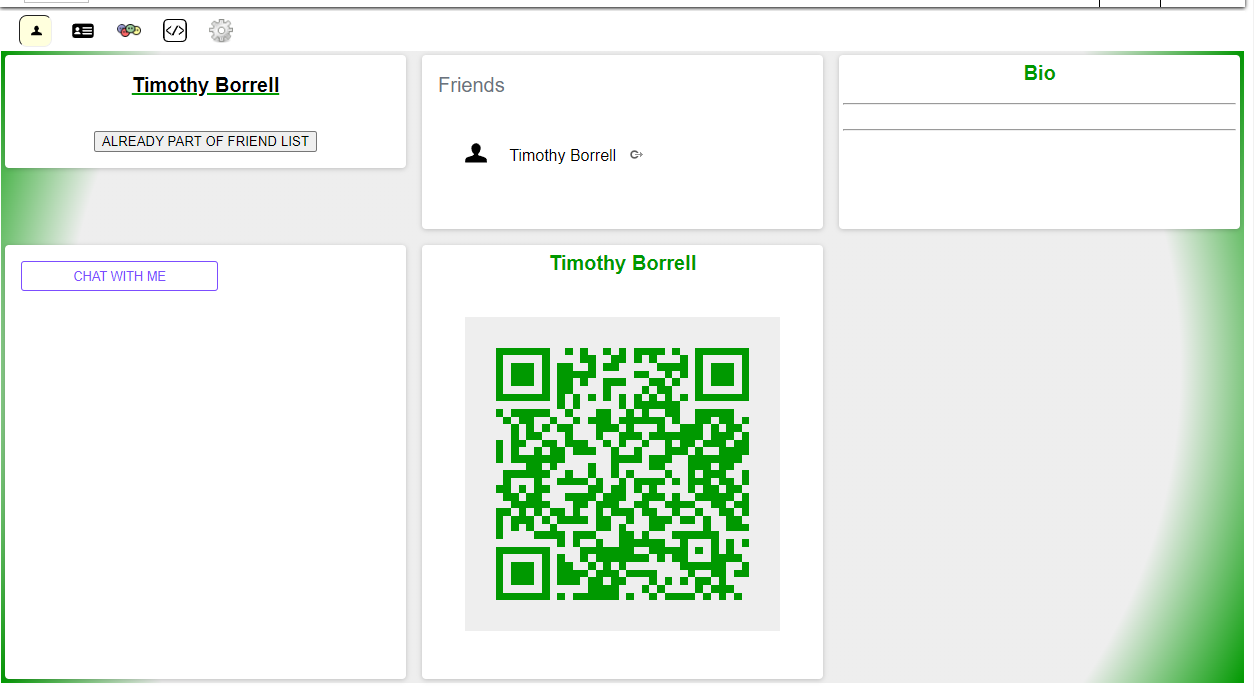 Timothy Borrell
ALREADY PART OF FRIEND LIST
Friends
Timothy Borrell
Bio
CHAT WITH ME
Timothy Borrell